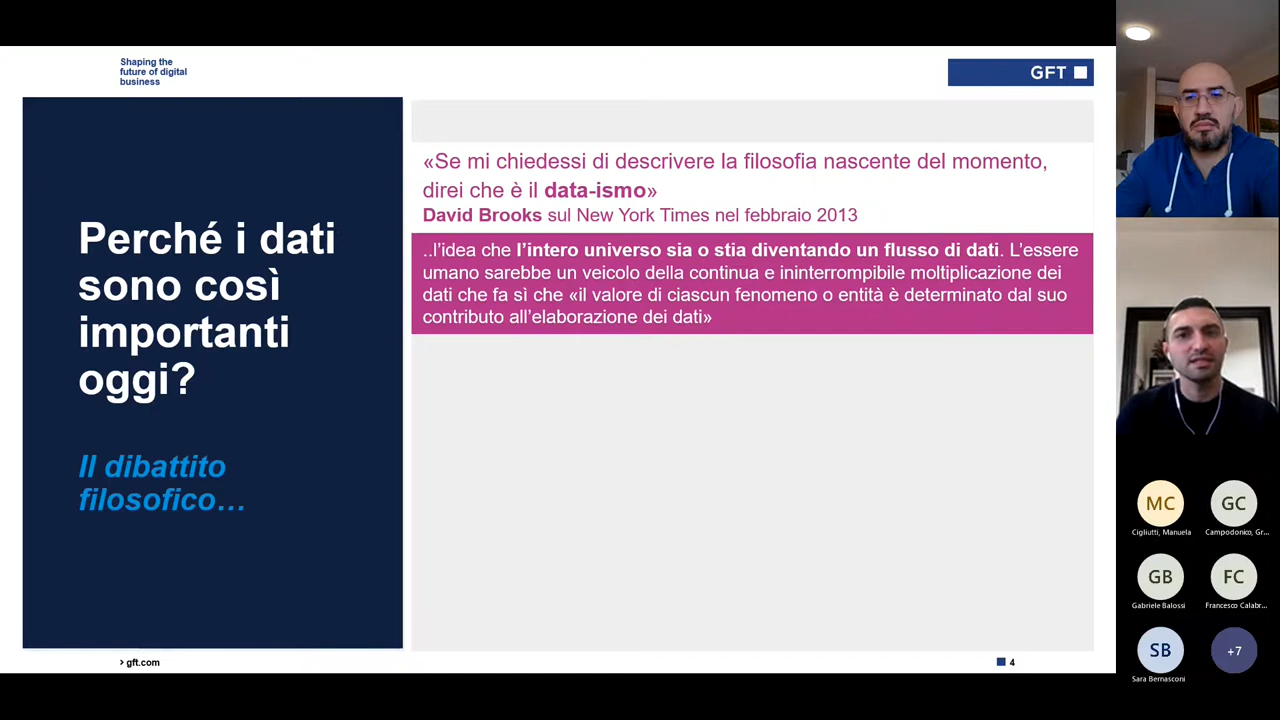 Shaping the
future of digital
business
GFT
Perché i dati
sono così
importanti
oggi?
Il dibattito
filosofico…
«Se mi chiedessi di descrivere la filosofia nascente del momento,
direi che è il data-ismo»
David Brooks sul New York Times nel febbraio 2013
..l’idea che l’intero universo sia o stia diventando un flusso di dati. L’essere
umano sarebbe un veicolo della continua e ininterrompibile moltiplicazione dei
dati che fa sì che «il valore di ciascun fenomeno o entità è determinato dal suo
contributo all’elaborazione dei dati»
› gft.com
4
MC
Cigliutti, Manuela
GC
Campodonico, Gr...
GB
Gabriele Balossi
FC
Francesco Calabr...
SB
Sara Bernasconi
+7